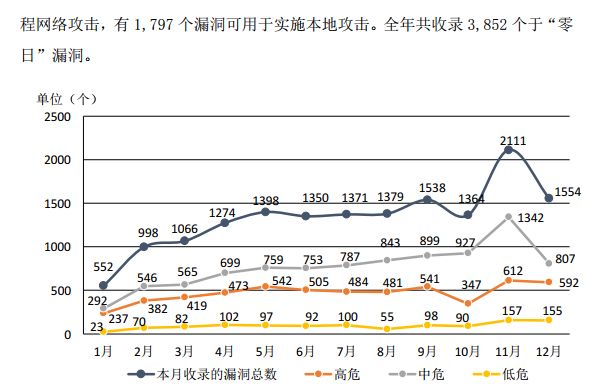 程网络攻击，有 1,797 个漏洞可用于实施本地攻击。全年共收录 3,852 个于“零
日”漏洞。
单位（个）
2500
2000
1500
1000
500
0
552 998 1066 1274 1398 1350 1371 1379 1538 1364 2111 1554
292 546 565 699 759 753 787 843 899 927 1342 807
237 382 419 473 542 505 484 481 541 347 612 592
23 70 82 102 97 92 100 55 98 90 157 155
1月 2月 3月 4月 5月 6月 7月 8月 9月 10月 11月 12月
本月收录的漏洞总数 高危 中危 低危